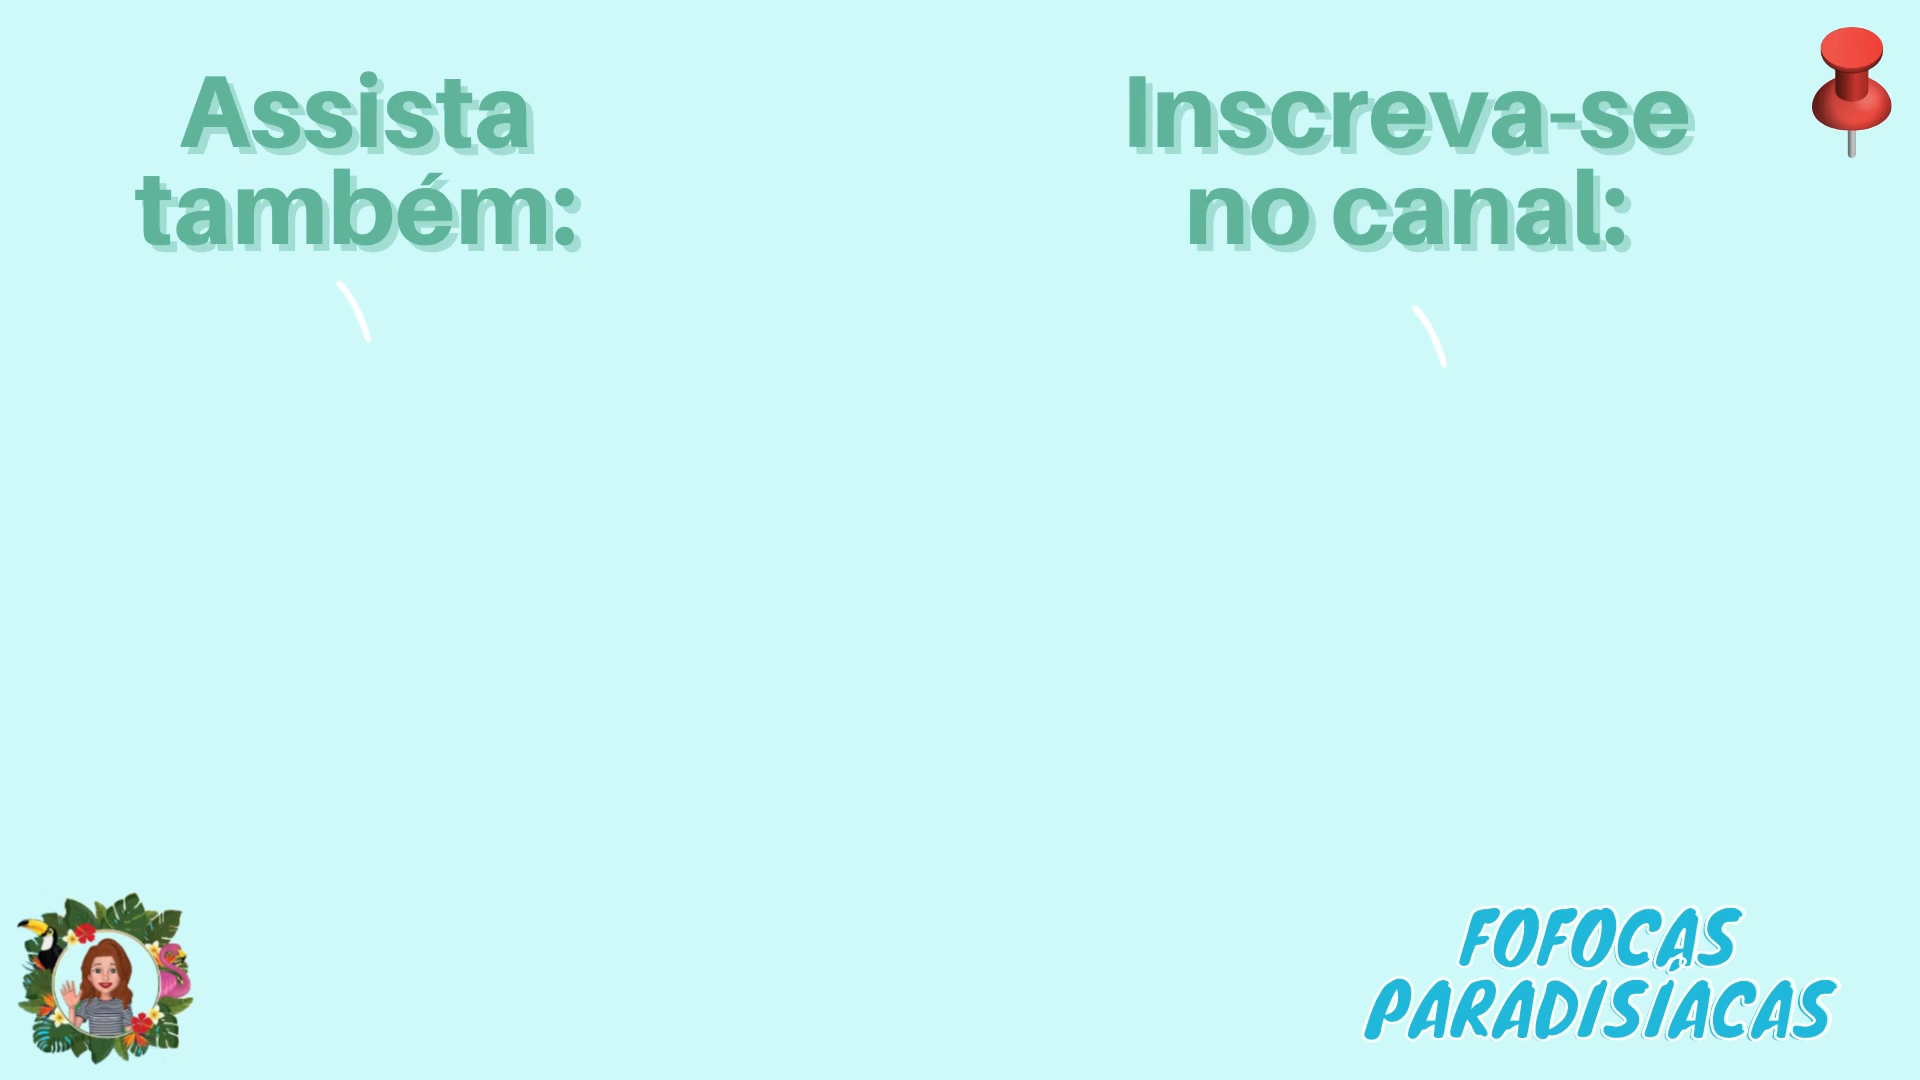 Assista
também:
Inscreva-se
no canal:
FOFOCAS
PARADISÍACAS